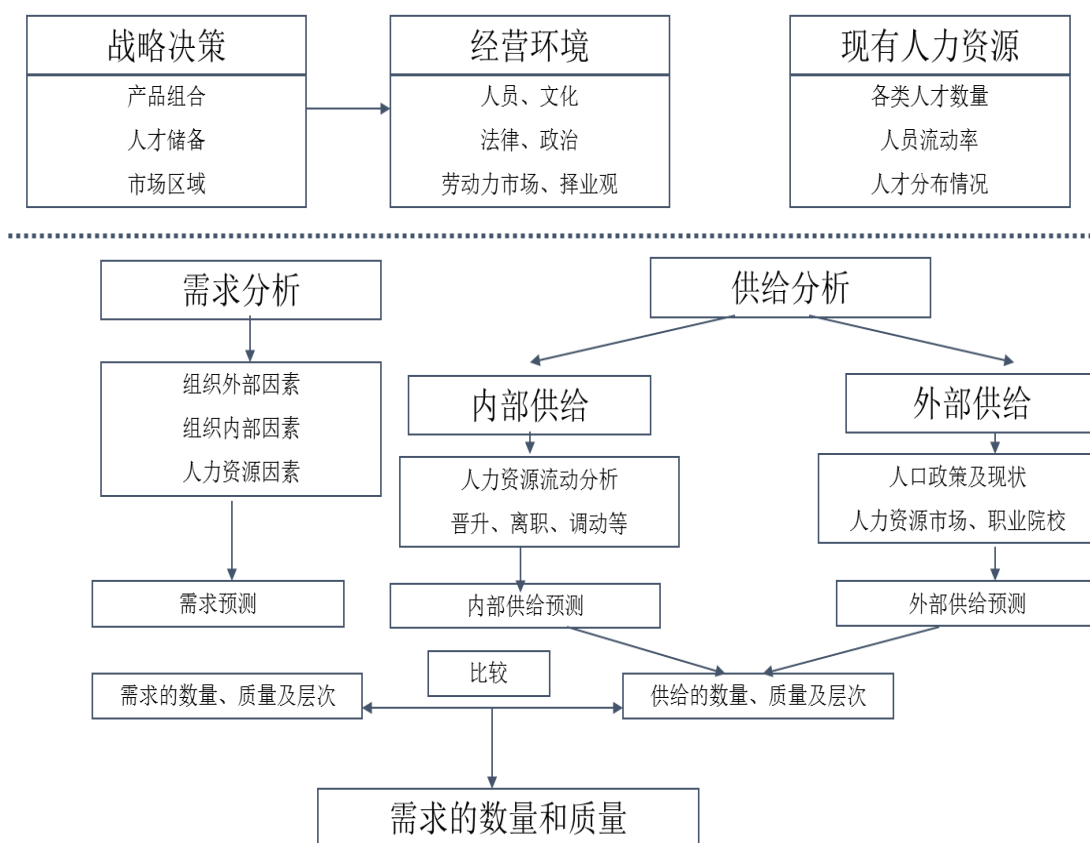 战略决策
产品组合
人才储备
市场区域
经营环境
人员、文化
法律、政治
劳动力市场、择业观
现有人力资源
各类人才数量
人员流动率
人才分布情况
需求分析
供给分析
组织外部因素
组织内部因素
人力资源因素
内部供给
外部供给
人力资源流动分析
晋升、离职、调动等
人口政策及现状
人力资源市场、职业院校
需求预测
内部供给预测
外部供给预测
比较
需求的数量、质量及层次
供给的数量、质量及层次
需求的数量和质量